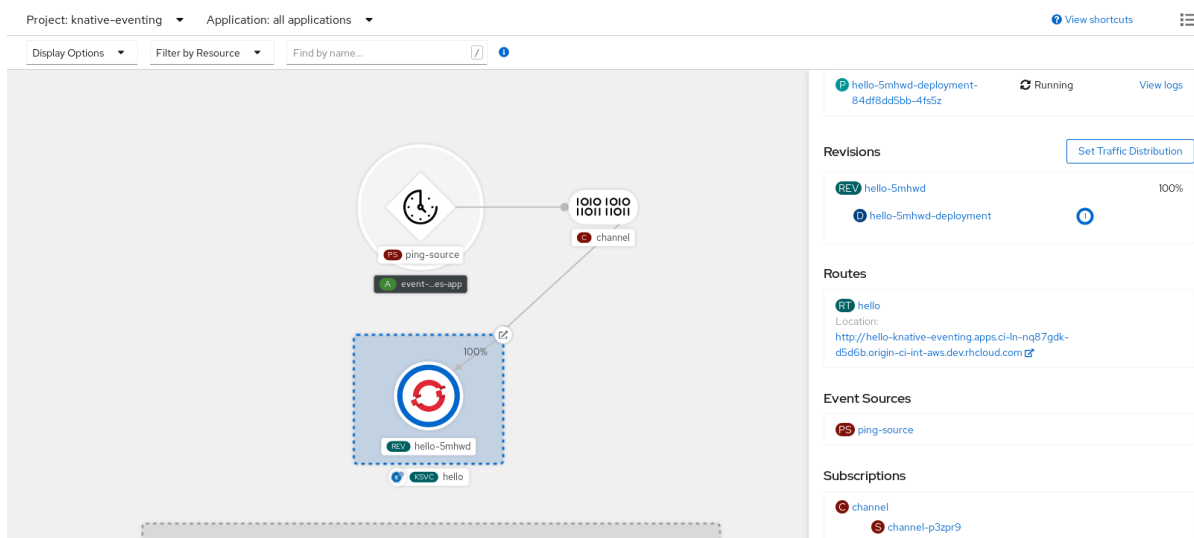 Project: knative-eventing
Application: all applications
View shortcuts
Display Options
Filter by Resource
Find by name...
/
P hello-5mhwd-deployment-
84df8dd5bb-4fs5z
Running
View logs
Revisions
Set Traffic Distribution
REV hello-5mhwd
100%
D hello-5mhwd-deployment
1
Routes
RT hello
Location:
http://hello-knative-eventing.apps.ci-ln-nq87gdk-
d5d6b.origin-ci-int-aws.dev.rhcloud.com
Event Sources
PS ping-source
Subscriptions
C channel
S channel-p3zpr9
1010 1010
11011 11011
C channel
PS ping-source
A event-...es-app
100%
REV hello-5mhwd
KSVC hello